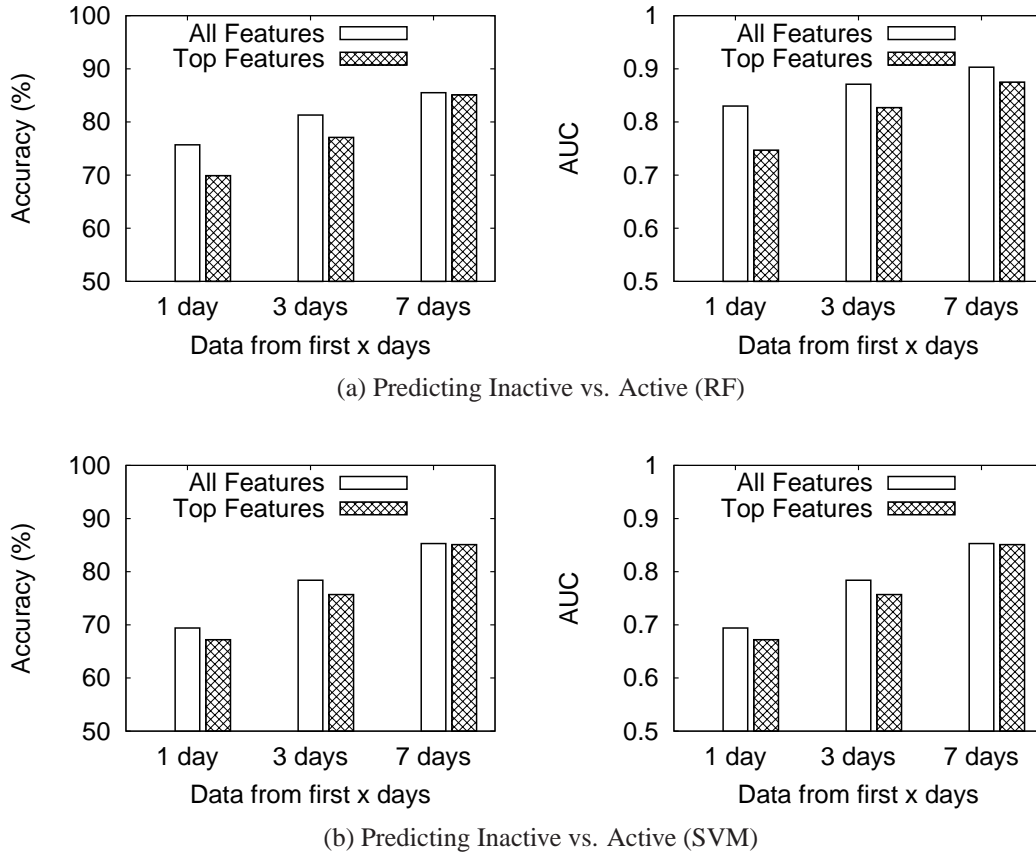 100
90
80
70
60
50
Accuracy (%)
All Features
Top Features
1 day 3 days 7 days
Data from first x days
1
0.9
0.8
0.7
0.6
0.5
AUC
All Features
Top Features
1 day 3 days 7 days
Data from first x days
(a) Predicting Inactive vs. Active (RF)
100
90
80
70
60
50
Accuracy (%)
All Features
Top Features
1 day 3 days 7 days
Data from first x days
1
0.9
0.8
0.7
0.6
0.5
AUC
All Features
Top Features
1 day 3 days 7 days
Data from first x days
(b) Predicting Inactive vs. Active (SVM)